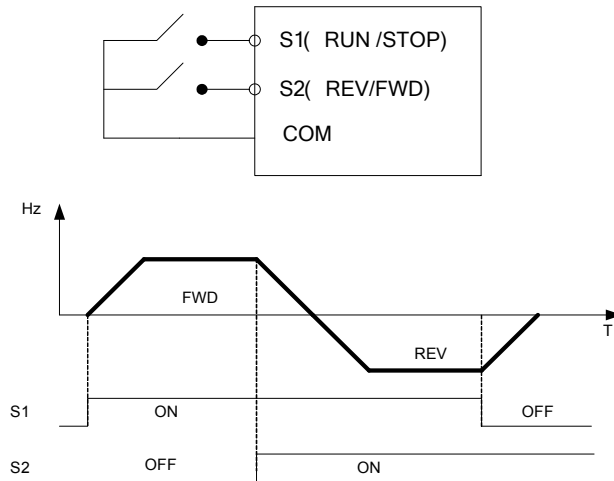 S1( RUN /STOP)
S2( REV/FWD)
COM
Hz
FWD
T
REV
S1 ON OFF
S2 OFF ON